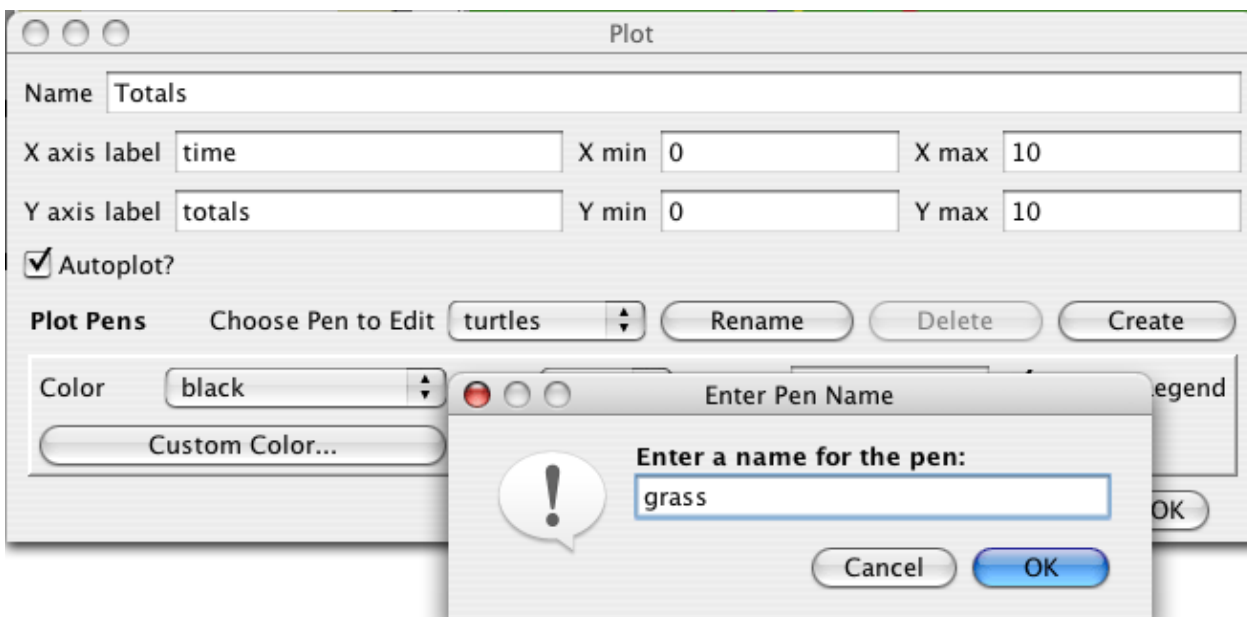 Plot
Name Totals
X axis label time X min 0 X max 10
Y axis label totals Y min 0 Y max 10
Autoplot?
Plot Pens Choose Pen to Edit turtles Rename Delete Create
Color black egend
Enter Pen Name
Custom Color...
Enter a name for the pen:
grass
OK
Cancel OK